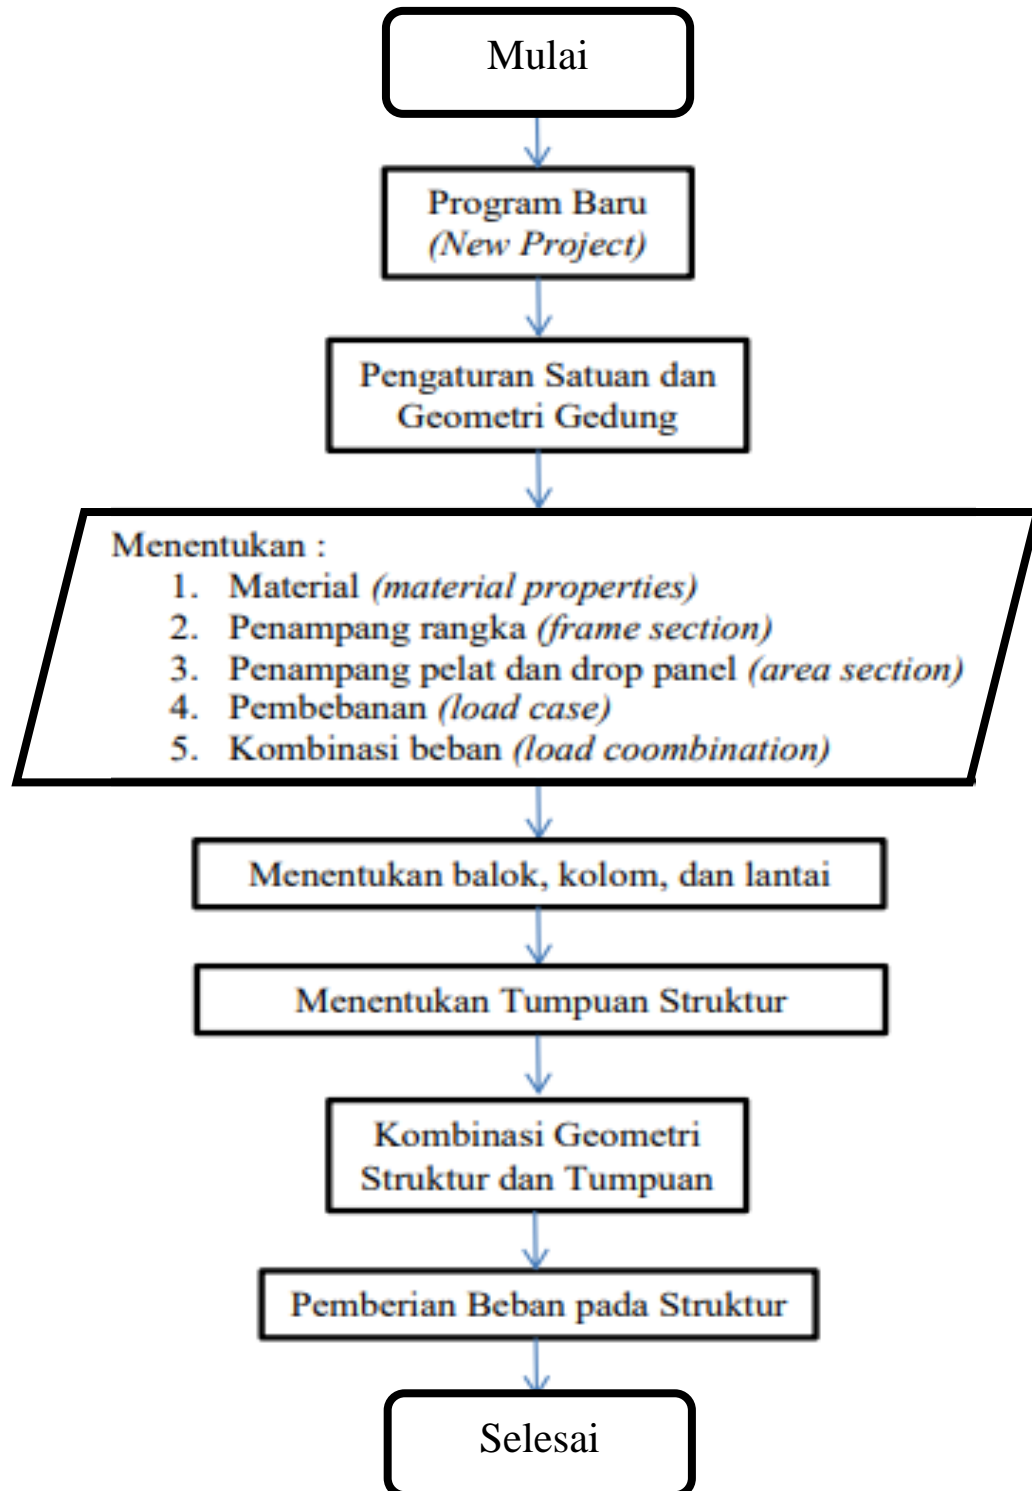 Mulai
Program Baru
(New Project)
Pengaturan Satuan dan
Geometri Gedung
Menentukan :
1. Material (material properties)
2. Penampang rangka (frame section)
3. Penampang pelat dan drop panel (area section)
4. Pembebanan (load case)
5. Kombinasi beban (load coombination)
Menentukan balok, kolom, dan lantai
Menentukan Tumpuan Struktur
Kombinasi Geometri
Struktur dan Tumpuan
Pemberian Beban pada Struktur
Selesai